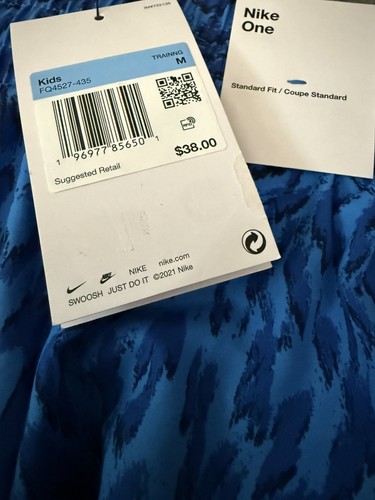 Nike
One
Standard Fit / Coupe Standard
TRAINNG
Kids
M
FQ4527-435
1 96977 85650 1
$38.00
Suggested Retail
NIKE nike.com
SWOOSH JUST DO IT ©2021 Nike